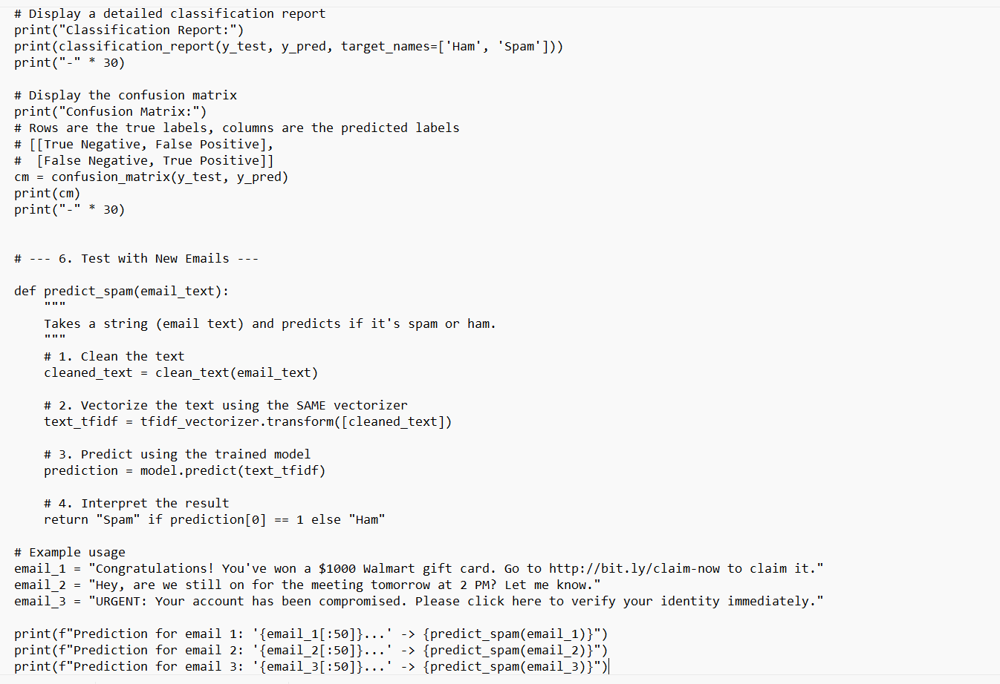 # Display a detailed classification report
print("Classification Report:")
print(classification_report(y_test, y_pred, target_names=['Ham', 'Spam']))
print("-" * 30)

# Display the confusion matrix
print("Confusion Matrix:")
# Rows are the true labels, columns are the predicted labels
# [[True Negative, False Positive],
#  [False Negative, True Positive]]
cm = confusion_matrix(y_test, y_pred)
print(cm)
print("-" * 30)


# --- 6. Test with New Emails ---

def predict_spam(email_text):
    """
    Takes a string (email text) and predicts if it's spam or ham.
    """
    # 1. Clean the text
    cleaned_text = clean_text(email_text)

    # 2. Vectorize the text using the SAME vectorizer
    text_tfidf = tfidf_vectorizer.transform([cleaned_text])

    # 3. Predict using the trained model
    prediction = model.predict(text_tfidf)

    # 4. Interpret the result
    return "Spam" if prediction[0] == 1 else "Ham"

# Example usage
email_1 = "Congratulations! You've won a $1000 Walmart gift card. Go to http://bit.ly/claim-now to claim it."
email_2 = "Hey, are we still on for the meeting tomorrow at 2 PM? Let me know."
email_3 = "URGENT: Your account has been compromised. Please click here to verify your identity immediately."

print(f"Prediction for email 1: '{email_1[:50]}...' -> {predict_spam(email_1)}")
print(f"Prediction for email 2: '{email_2[:50]}...' -> {predict_spam(email_2)}")
print(f"Prediction for email 3: '{email_3[:50]}...' -> {predict_spam(email_3)}")